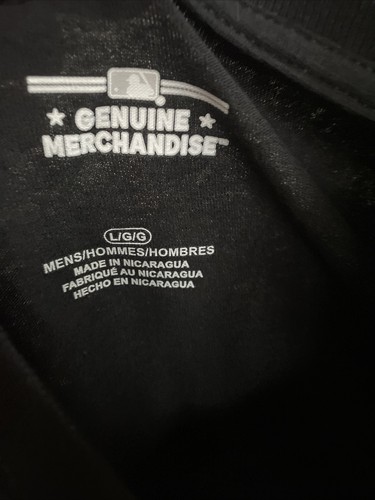 ★ GENUINE ★
MERCHANDISE™
L/G/G
MENS/HOMMES/HOMBRES
MADE IN NICARAGUA
FABRIQUÉ AU NICARAGUA
HECHO EN NICARAGUA